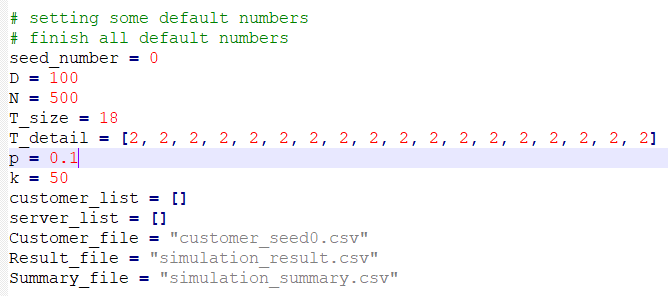 # setting some default numbers
# finish all default numbers
seed_number = 0
D = 100
N = 500
T_size = 18
T_detail = [2, 2, 2, 2, 2, 2, 2, 2, 2, 2, 2, 2, 2, 2, 2, 2, 2, 2]
p = 0.1
k = 50
customer_list = []
server_list = []
Customer_file = "customer_seed0.csv"
Result_file = "simulation_result.csv"
Summary_file = "simulation_summary.csv"